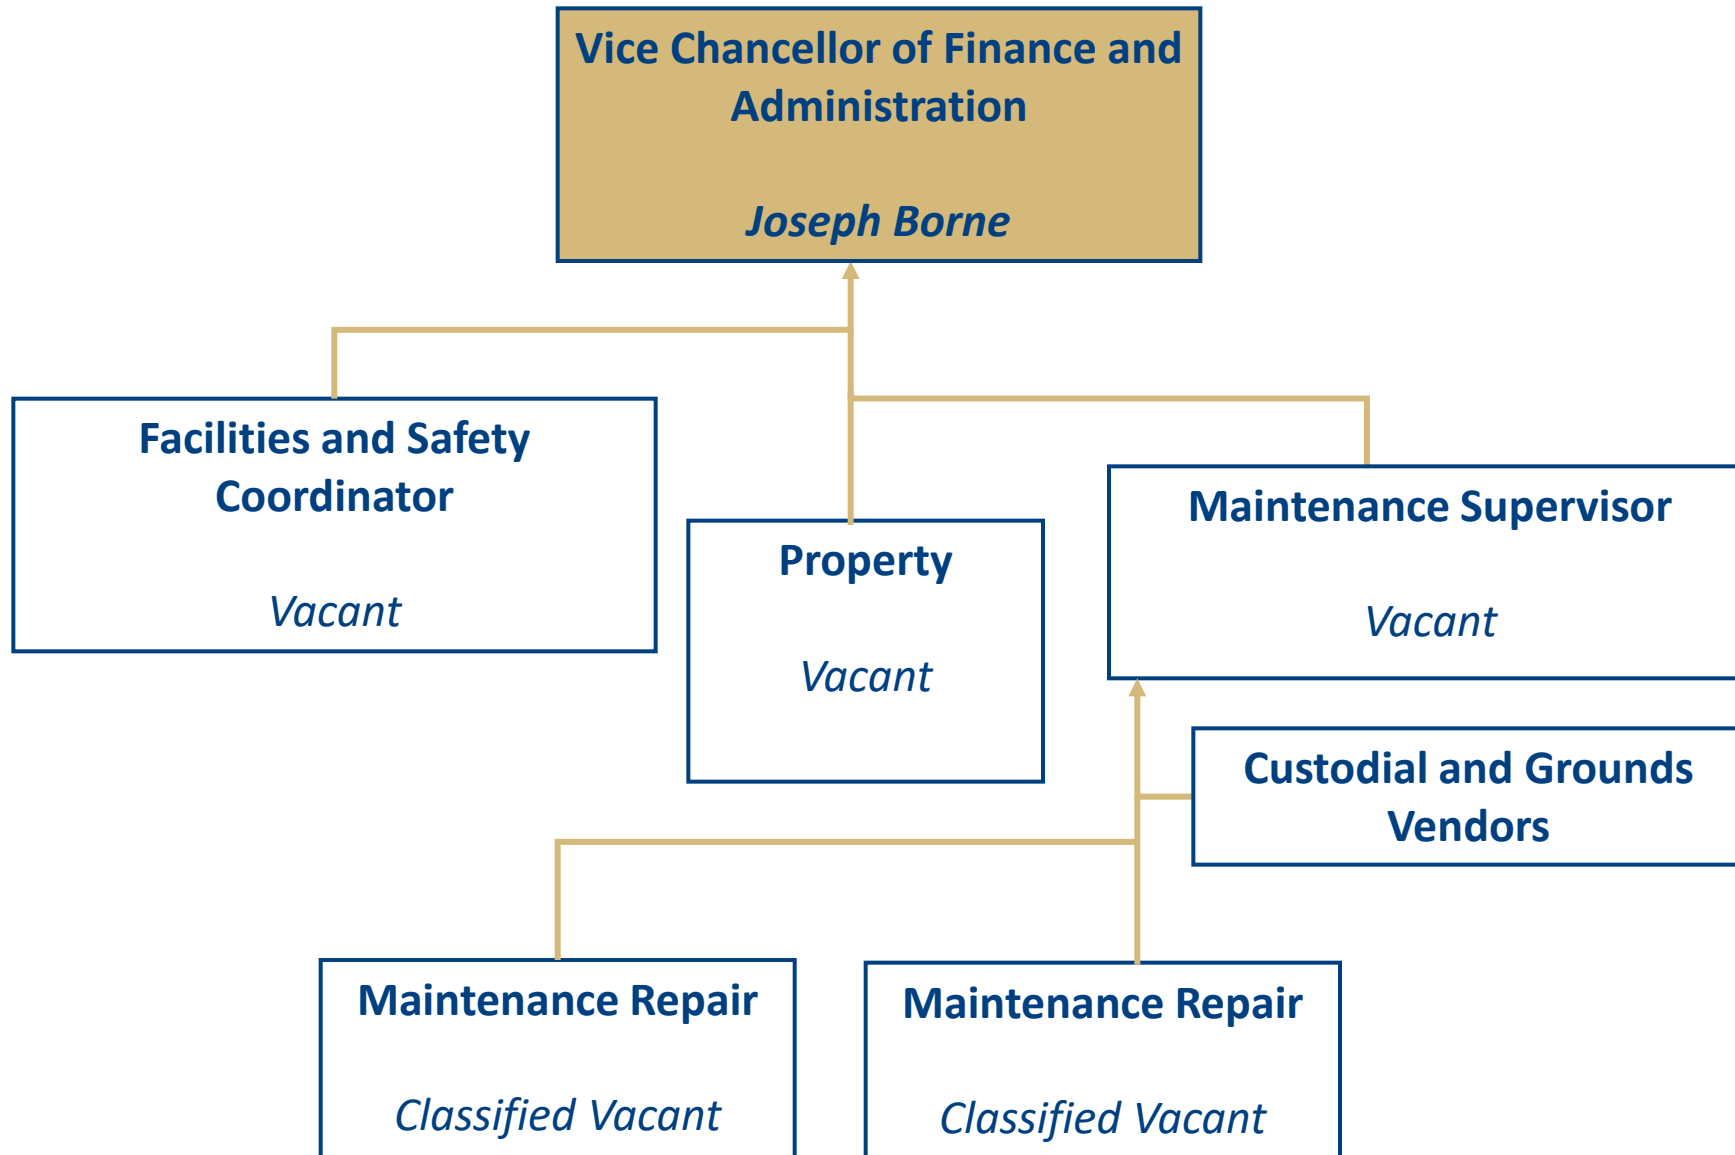 Vice Chancellor of Finance and
Administration
Joseph Borne
Facilities and Safety
Coordinator
Vacant
Property
Vacant
Maintenance Supervisor
Vacant
Custodial and Grounds
Vendors
Maintenance Repair
Classified Vacant
Maintenance Repair
Classified Vacant